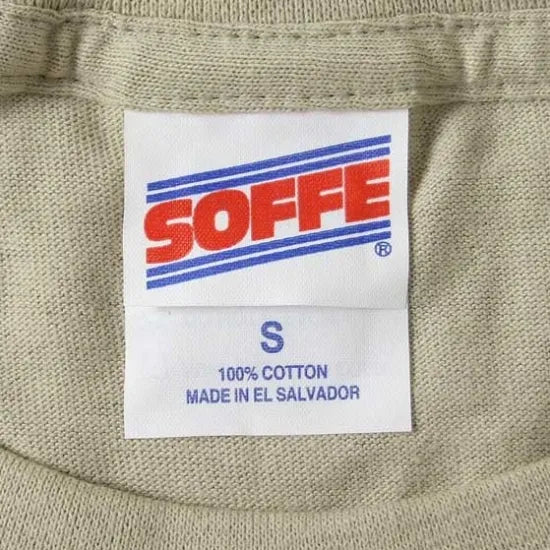 SOFFE®
S
100% COTTON
MADE IN EL SALVADOR